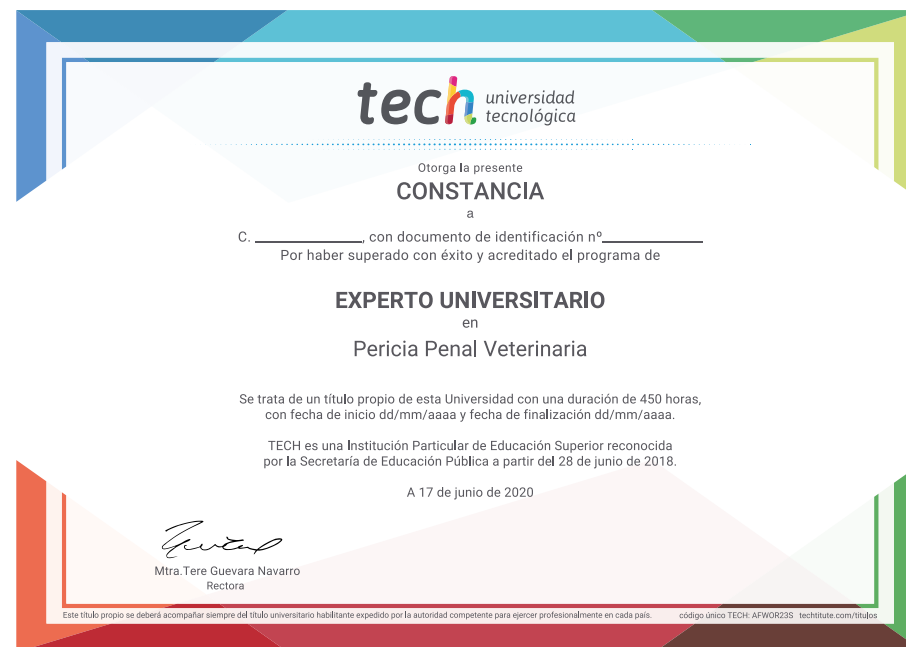 tech universidad
tecnológica
Otorga la presente
CONSTANCIA
a
C. ____________, con documento de identificación nº____________
Por haber superado con éxito y acreditado el programa de
EXPERTO UNIVERSITARIO
en
Pericia Penal Veterinaria
Se trata de un título propio de esta Universidad con una duración de 450 horas,
con fecha de inicio dd/mm/aaaa y fecha de finalización dd/mm/aaaa.
TECH es una Institución Particular de Educación Superior reconocida
por la Secretaría de Educación Pública a partir del 28 de junio de 2018.
A 17 de junio de 2020
Mtra.Tere Guevara Navarro
Rectora
Este título propio se deberá acompañar siempre del título universitario habilitante expedido por la autoridad competente para ejercer profesionalmente en cada país. código único TECH: AFWOR23S techtitute.com/títulos